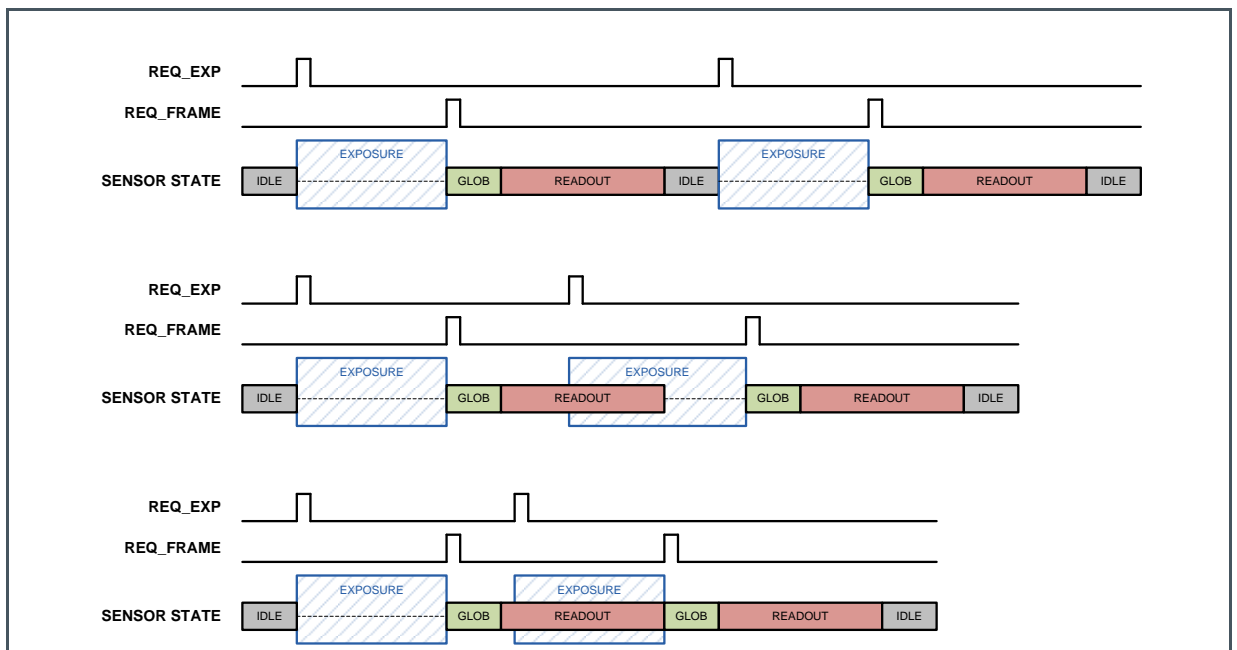 REQ_EXP
REQ_FRAME
EXPOSURE EXPOSURE
SENSOR STATE IDLE GLOB READOUT IDLE GLOB READOUT IDLE
REQ_EXP
REQ_FRAME
EXPOSURE EXPOSURE
SENSOR STATE IDLE GLOB READOUT GLOB READOUT IDLE
REQ_EXP
REQ_FRAME
EXPOSURE EXPOSURE
SENSOR STATE IDLE GLOB READOUT GLOB READOUT IDLE